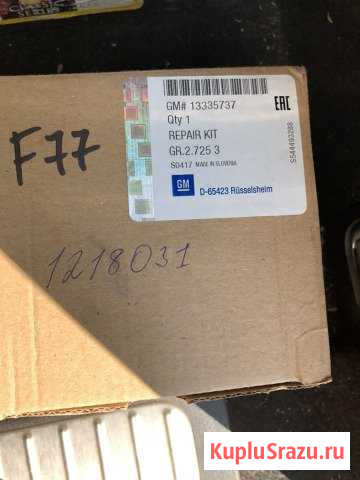 GM# 13335737
Qty 1
REPAIR KIT
GR.2.725 3
S0417 MADE IN SLOVENIA
GM D-65423 Rüsselsheim
EAC
S544493288
F77
1218031
KupluSrazu.ru